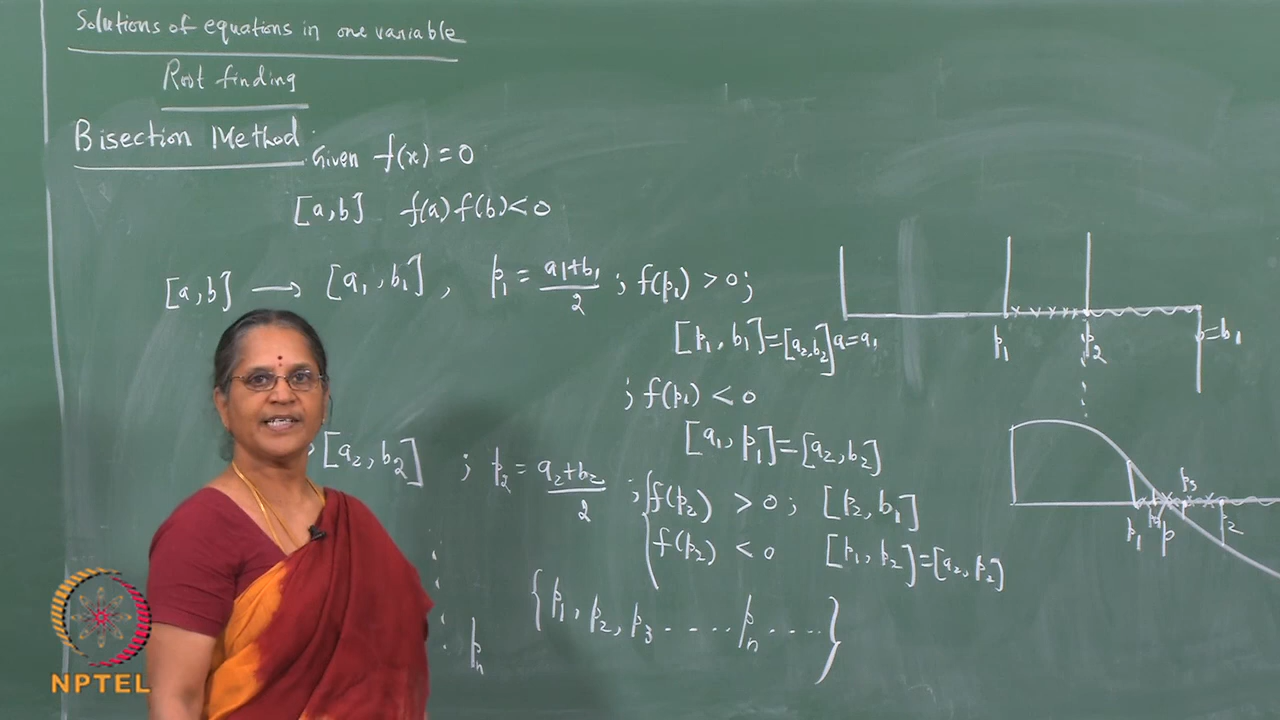 Solutions of equations in one variable
Root finding
Bisection Method:
Given f(x) = 0
[a,b] f(a) f(b) < 0
[a,b] → [a₁, b₁], p₁ = (a₁+b₁)/2 ; f(p₁) > 0;
[p₁, b₁] = [a₂, b₂]
; f(p₁) < 0
[a₁, p₁] = [a₂, b₂]
[a₂, b₂] ; p₂ = (a₂+b₂)/2 ; { f(p₂) > 0; [p₂, b₁]
f(p₂) < 0 [p₁, p₂] = [a₂, p₂]
pₙ
{p₁, p₂, p₃ ..... pₙ ....}
a=a₁ p₁ p₂ =b₁
p₁ p p₃ p₂
NPTEL